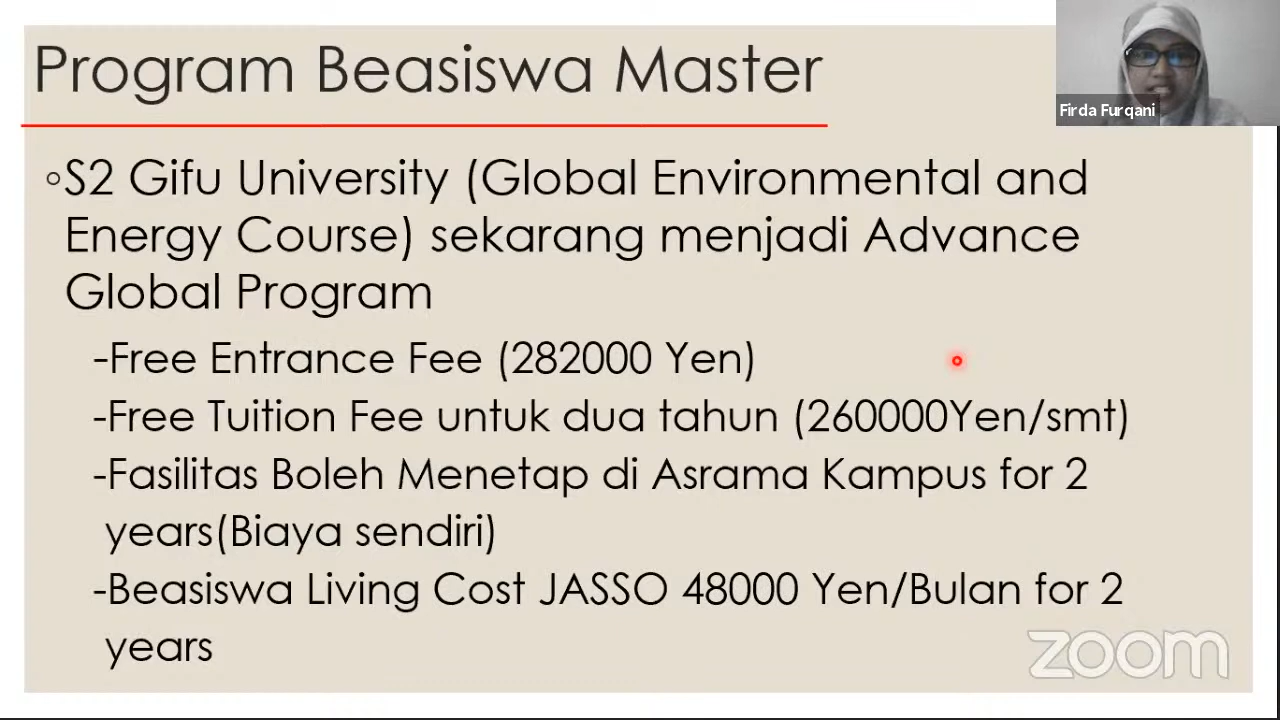 Program Beasiswa Master
Firda Furqani
◦S2 Gifu University (Global Environmental and
Energy Course) sekarang menjadi Advance
Global Program
-Free Entrance Fee (282000 Yen)
-Free Tuition Fee untuk dua tahun (260000Yen/smt)
-Fasilitas Boleh Menetap di Asrama Kampus for 2
years(Biaya sendiri)
-Beasiswa Living Cost JASSO 48000 Yen/Bulan for 2
years
zoom